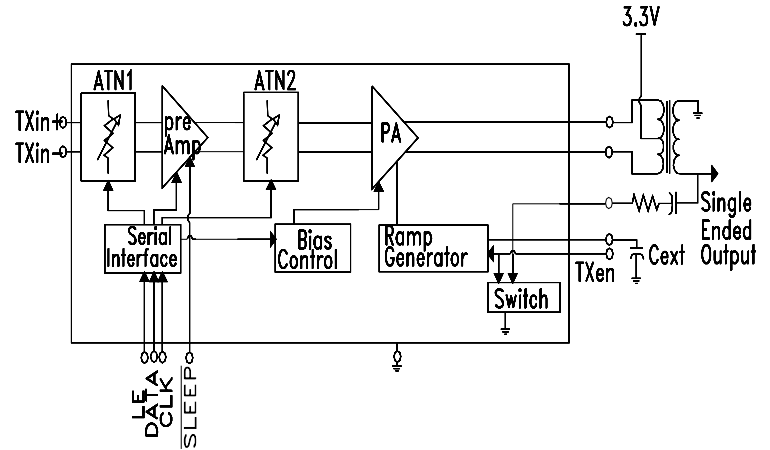 3.3V
ATN1
ATN2
TXin+
TXin-
pre
Amp
PA
Serial
Interface
Bias
Control
Ramp
Generator
Single
Ended
Output
Cext
TXen
Switch
LE
DATA
CLK
SLEEP